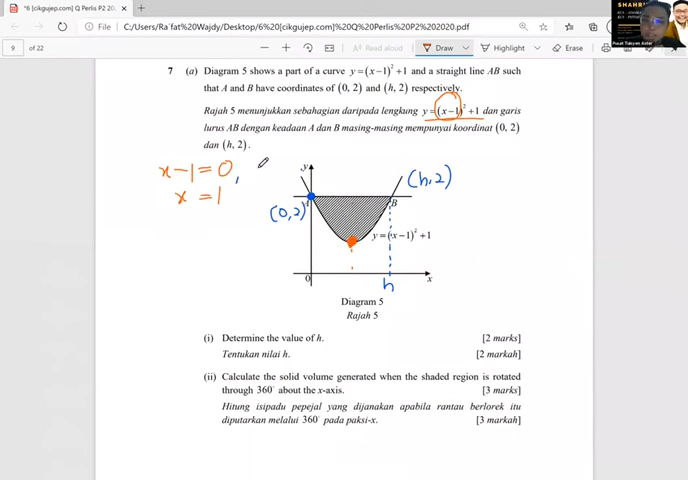 *6 [cikgujep.com] Q Perlis P2 2020.
9 of 22
File C:/Users/Ra'fat%20Wajdy/Desktop/6%20[cikgujep.com]%20Q%20Perlis%20P2%202020.pdf
Read aloud Draw Highlight Erase
SHAHR
Pusat Tuisyen Aster
7 (a) Diagram 5 shows a part of a curve y=(x−1)²+1 and a straight line AB such
that A and B have coordinates of (0, 2) and (h, 2) respectively.
Rajah 5 menunjukkan sebahagian daripada lengkung y=(x−1)²+1 dan garis
lurus AB dengan keadaan A dan B masing-masing mempunyai koordinat (0, 2)
dan (h, 2).
x−1=0,
x = 1
y
(h,2)
(0,2)
B
y=(x−1)²+1
0
h
x
Diagram 5
Rajah 5
(i) Determine the value of h. [2 marks]
Tentukan nilai h. [2 markah]
(ii) Calculate the solid volume generated when the shaded region is rotated
through 360° about the x-axis. [3 marks]
Hitung isipadu pepejal yang dijanakan apabila rantau berlorek itu
diputarkan melalui 360° pada paksi-x. [3 markah]